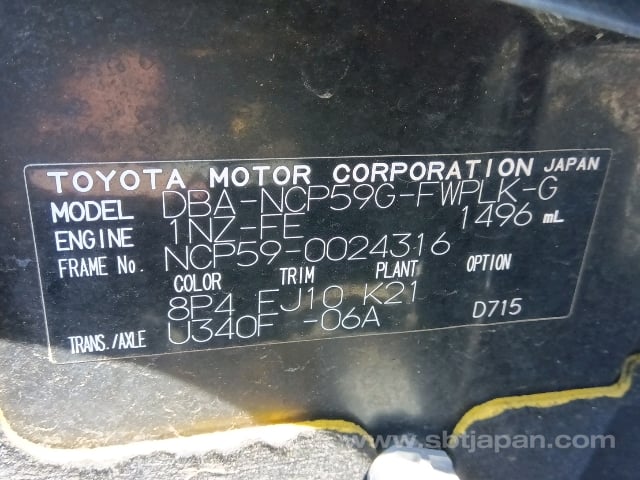 TOYOTA MOTOR CORPORATION JAPAN
MODEL DBA-NCP59G-FWPLK-G
ENGINE 1NZ-FE 1496 mL
FRAME No. NCP59-0024316
COLOR TRIM PLANT OPTION
8P4 FJ10 K21
TRANS./AXLE U340F -06A D715
www.sbtjapan.com